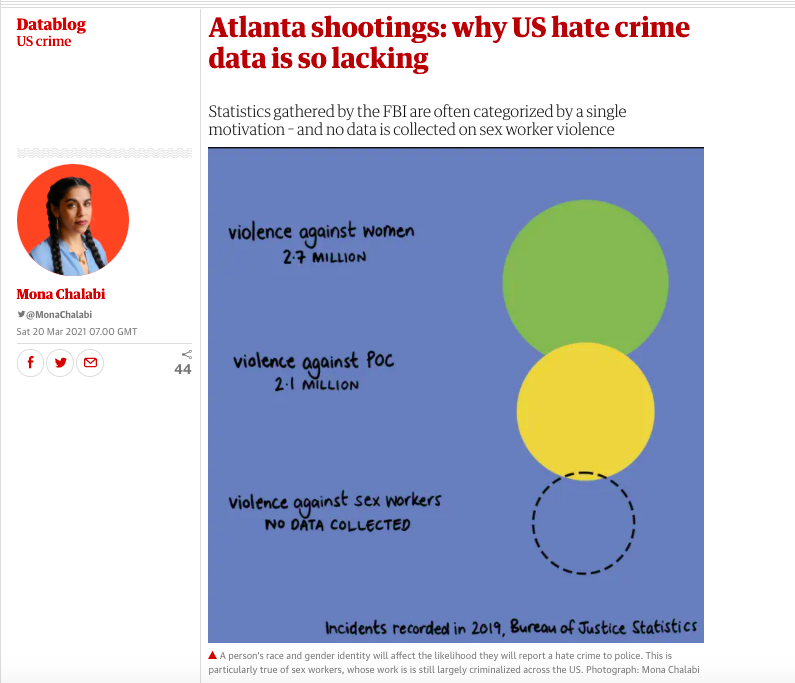 Datablog
US crime
Atlanta shootings: why US hate crime
data is so lacking
Statistics gathered by the FBI are often categorized by a single
motivation – and no data is collected on sex worker violence
Mona Chalabi
@MonaChalabi
Sat 20 Mar 2021 07.00 GMT
f
44
violence against women
2.7 MILLION
violence against POC
2.1 MILLION
violence against sex workers
NO DATA COLLECTED
Incidents recorded in 2019, Bureau of Justice Statistics
A person's race and gender identity will affect the likelihood they will report a hate crime to police. This is
particularly true of sex workers, whose work is is still largely criminalized across the US. Photograph: Mona Chalabi